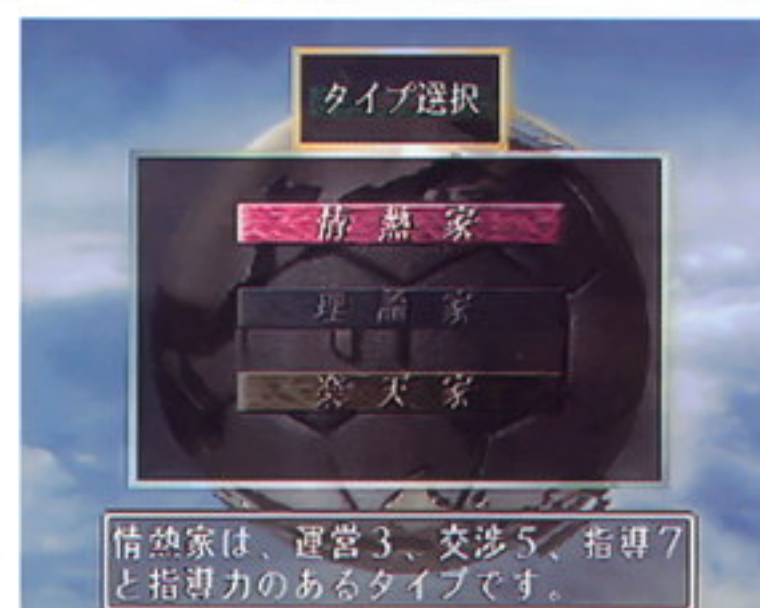 タイプ選択
情熱家
理論家
楽天家
情熱家は、運営3、交渉5、指導7
と指導力のあるタイプです。